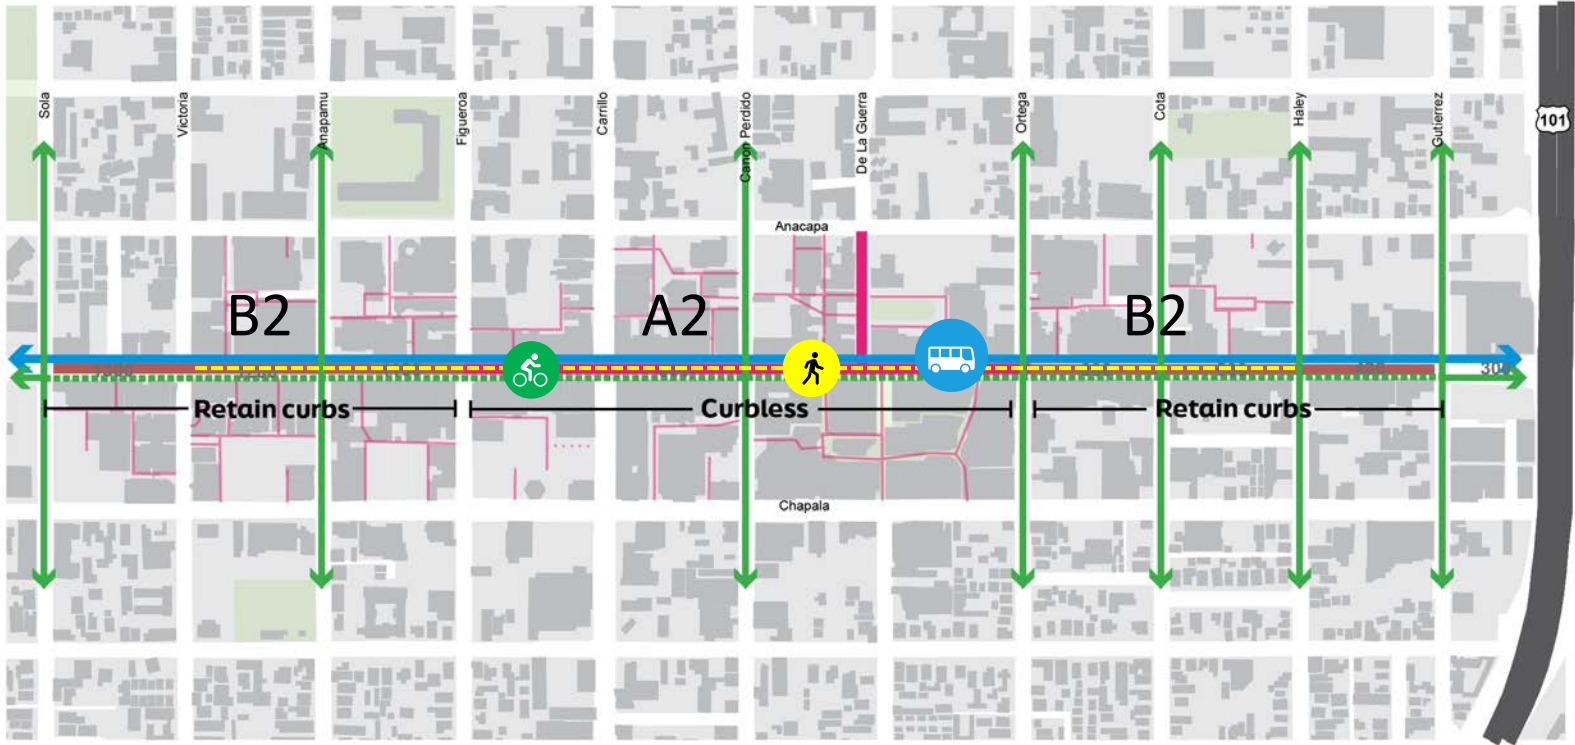 Sola
Victoria
Anapamu
Figueroa
Carrillo
Canon Perdido
De La Guerra
Ortega
Cota
Haley
Gutierrez
101
Anacapa
B2
A2
B2
300
Retain curbs
Curbless
Retain curbs
Chapala